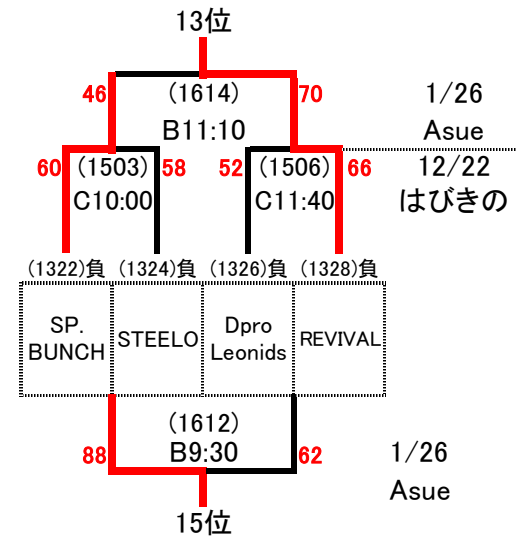 13位
46 (1614) 70 1/26
B11:10 Asue
60 (1503) 58 52 (1506) 66 12/22
C10:00 C11:40 はびきの
(1322)負 (1324)負 (1326)負 (1328)負
SP.
BUNCH
STEELO
Dpro
Leonids
REVIVAL
(1612)
88 B9:30 62 1/26
Asue
15位